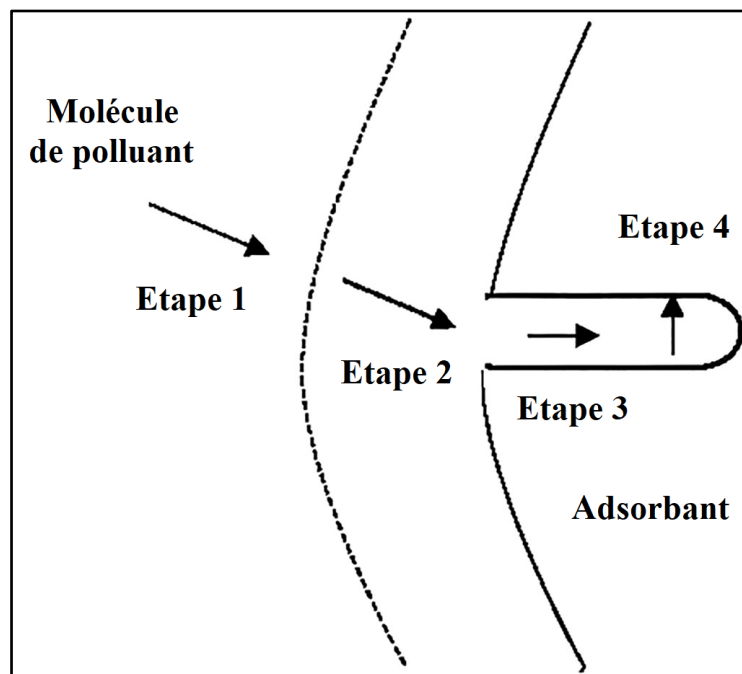 Molécule
de polluant
Etape 4
Etape 1
Etape 2
Etape 3
Adsorbant